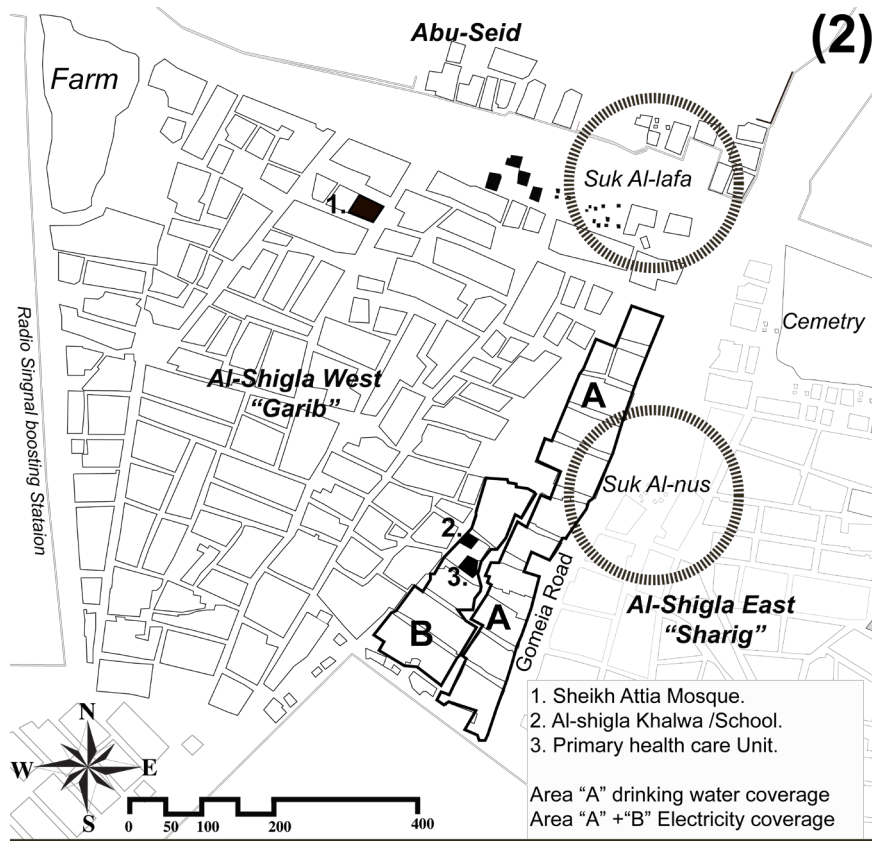 (2)
Abu-Seid
Farm
Suk Al-lafa
1.
Cemetry
Radio Singnal boosting Stataion
Al-Shigla West
“Garib”
A
Suk Al-nus
2.
3.
B
A
Gomeia Road
Al-Shigla East
“Sharig”
1. Sheikh Attia Mosque.
2. Al-shigla Khalwa /School.
3. Primary health care Unit.
Area “A” drinking water coverage
Area “A” +“B” Electricity coverage
N
W E
S
0 50 100 200 400